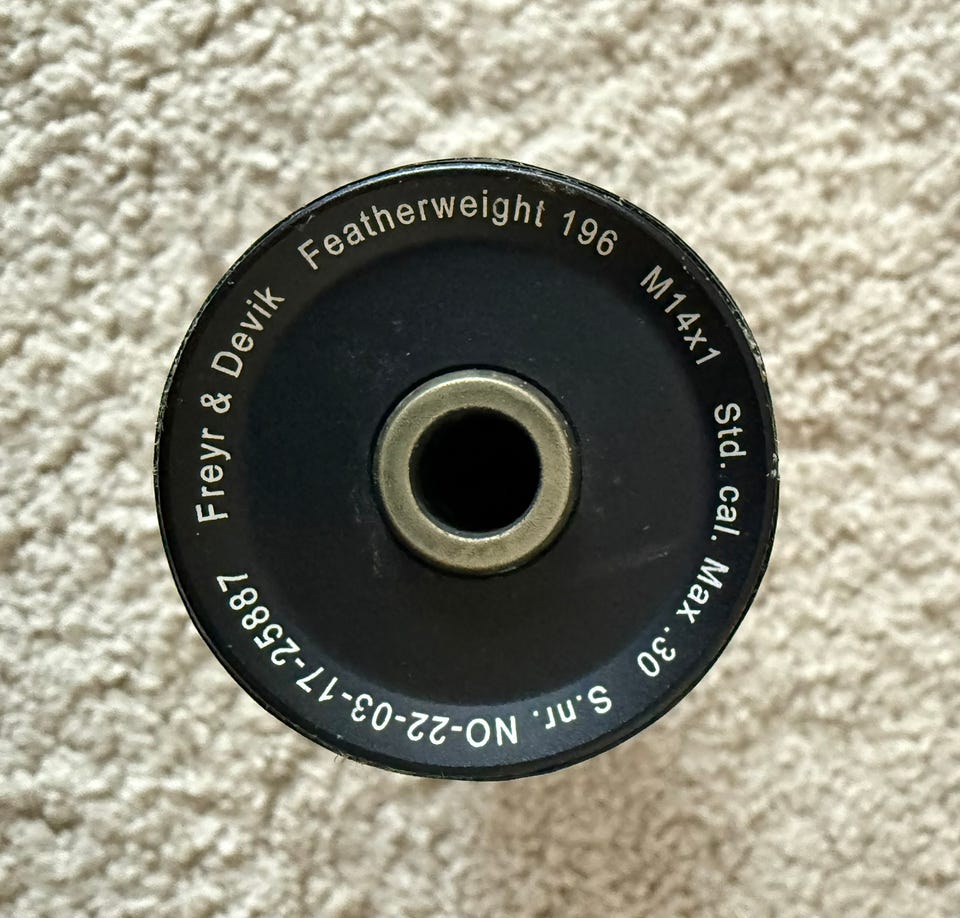 Freyr & Devik Featherweight 196 M14x1 Std. cal. Max .30 S.nr. NO-22-03-17-25887